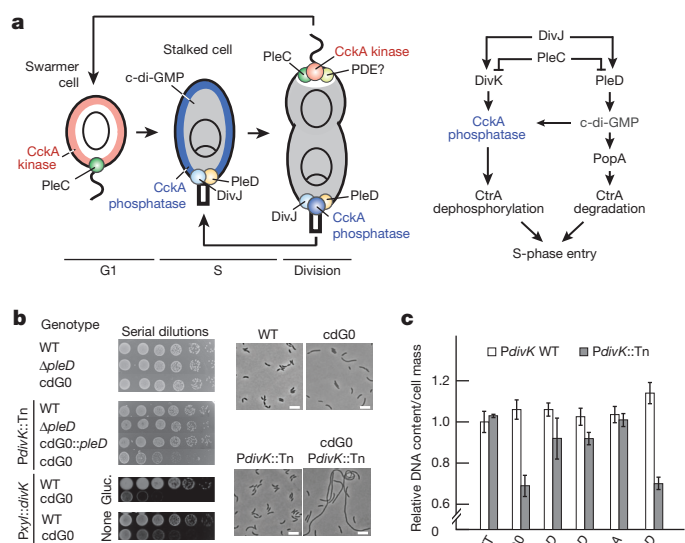 a
Swarmer cell
CckA kinase
PleC
Stalked cell
c-di-GMP
CckA phosphatase
DivJ
PleD
PleC
CckA kinase
PDE?
DivJ
PleD
CckA phosphatase
G1
S
Division
DivJ
PleC
DivK
PleD
CckA phosphatase
c-di-GMP
PopA
CtrA dephosphorylation
CtrA degradation
S-phase entry
b
Genotype
Serial dilutions
WT
ΔpleD
cdG0
PdivK::Tn
WT
ΔpleD
cdG0::pleD
cdG0
Pxyl::divK
WT
cdG0
Gluc.
WT
cdG0
None
WT
cdG0
PdivK::Tn
cdG0 PdivK::Tn
c
Relative DNA content/cell mass
PdivK WT
PdivK::Tn
1.2
1.0
0.8
0.6